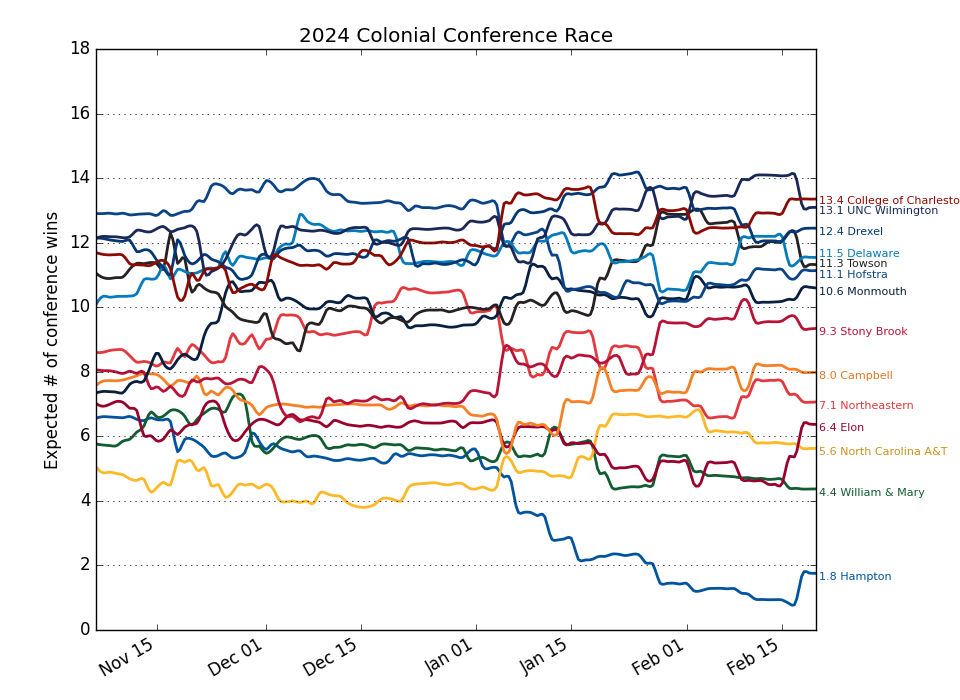 2024 Colonial Conference Race
Expected # of conference wins
18
16
14
12
10
8
6
4
2
0
13.4 College of Charlesto
13.1 UNC Wilmington
12.4 Drexel
11.5 Delaware
11.3 Towson
11.1 Hofstra
10.6 Monmouth
9.3 Stony Brook
8.0 Campbell
7.1 Northeastern
6.4 Elon
5.6 North Carolina A&T
4.4 William & Mary
1.8 Hampton
Nov 15
Dec 01
Dec 15
Jan 01
Jan 15
Feb 01
Feb 15